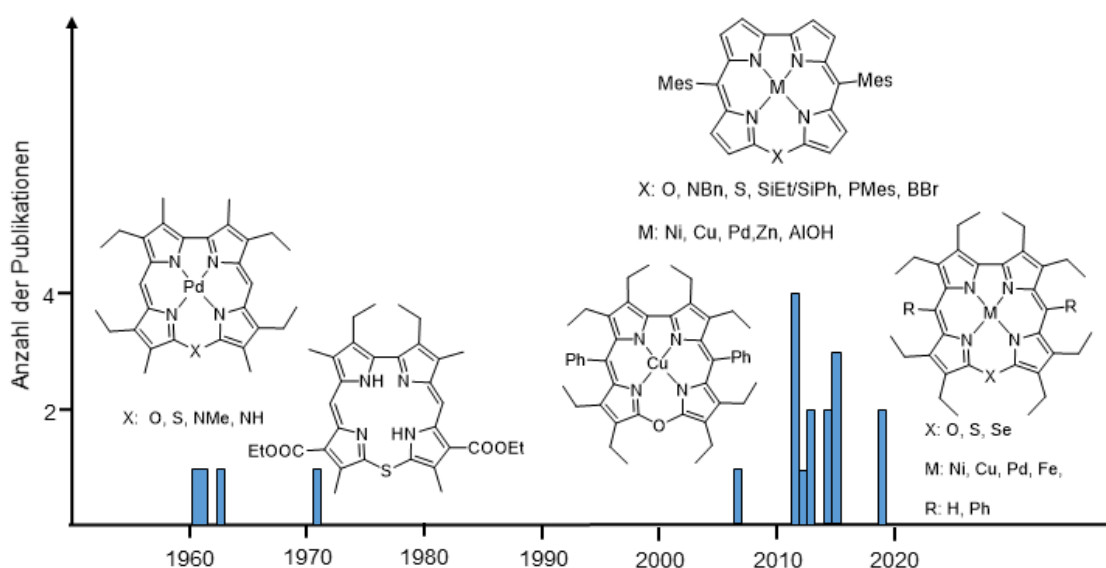 Anzahl der Publikationen
4
2
1960
1970
1980
1990
2000
2010
2020
N
N
Pd
N
N
X
X: O, S, NMe, NH
NH
N
N
HN
EtOOC
COOEt
S
N
N
Ph
Cu
Ph
N
N
O
N
N
Mes
M
Mes
N
N
X
X: O, NBn, S, SiEt/SiPh, PMes, BBr
M: Ni, Cu, Pd,Zn, AlOH
N
N
R
M
R
N
N
X
X: O, S, Se
M: Ni, Cu, Pd, Fe,
R: H, Ph